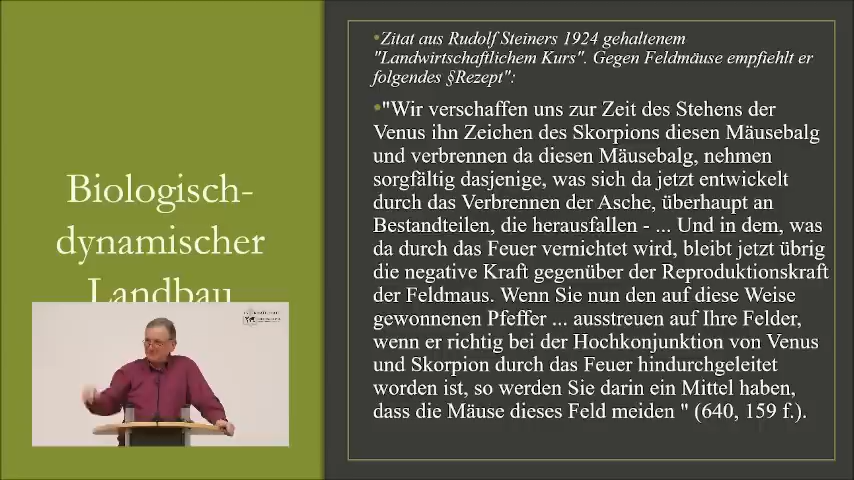 Biologisch-
dynamischer
Landbau
•Zitat aus Rudolf Steiners 1924 gehaltenem
"Landwirtschaftlichem Kurs". Gegen Feldmäuse empfiehlt er
folgendes §Rezept":
•"Wir verschaffen uns zur Zeit des Stehens der
Venus ihn Zeichen des Skorpions diesen Mäusebalg
und verbrennen da diesen Mäusebalg, nehmen
sorgfältig dasjenige, was sich da jetzt entwickelt
durch das Verbrennen der Asche, überhaupt an
Bestandteilen, die herausfallen - ... Und in dem, was
da durch das Feuer vernichtet wird, bleibt jetzt übrig
die negative Kraft gegenüber der Reproduktionskraft
der Feldmaus. Wenn Sie nun den auf diese Weise
gewonnenen Pfeffer ... ausstreuen auf Ihre Felder,
wenn er richtig bei der Hochkonjunktion von Venus
und Skorpion durch das Feuer hindurchgeleitet
worden ist, so werden Sie darin ein Mittel haben,
dass die Mäuse dieses Feld meiden " (640, 159 f.).